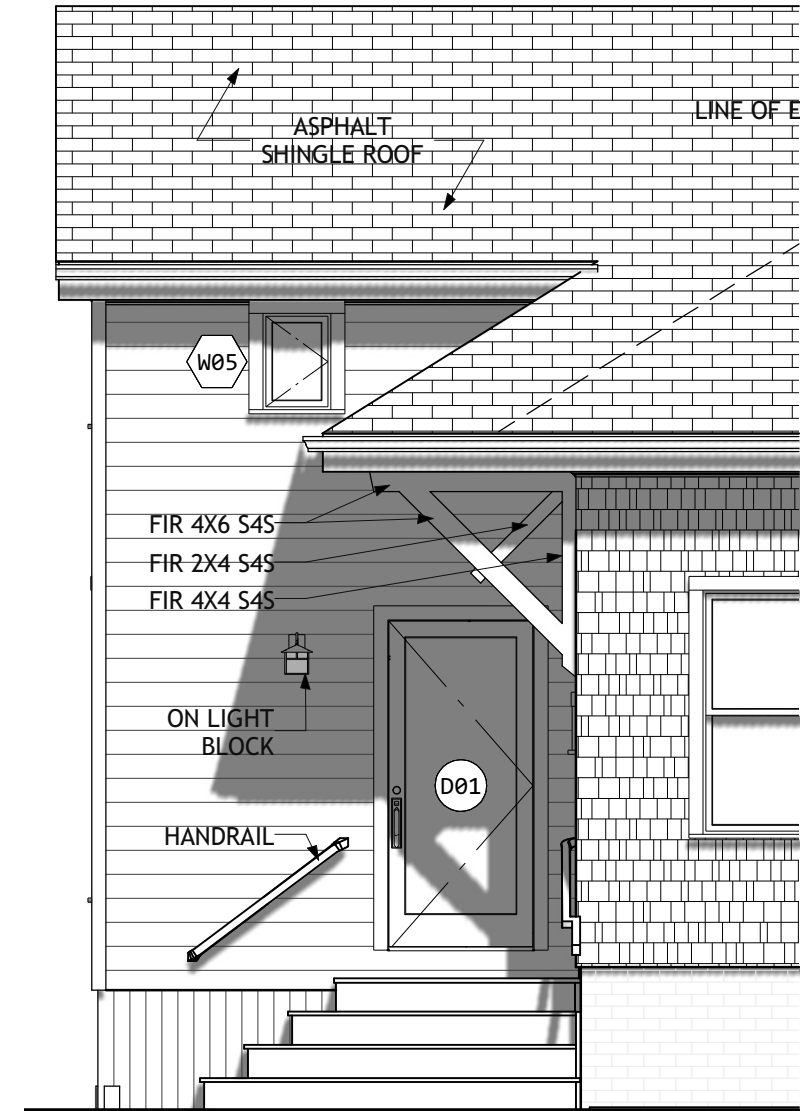 ASPHALT
SHINGLE ROOF
LINE OF E
W05
FIR 4X6 S4S
FIR 2X4 S4S
FIR 4X4 S4S
ON LIGHT
BLOCK
D01
HANDRAIL